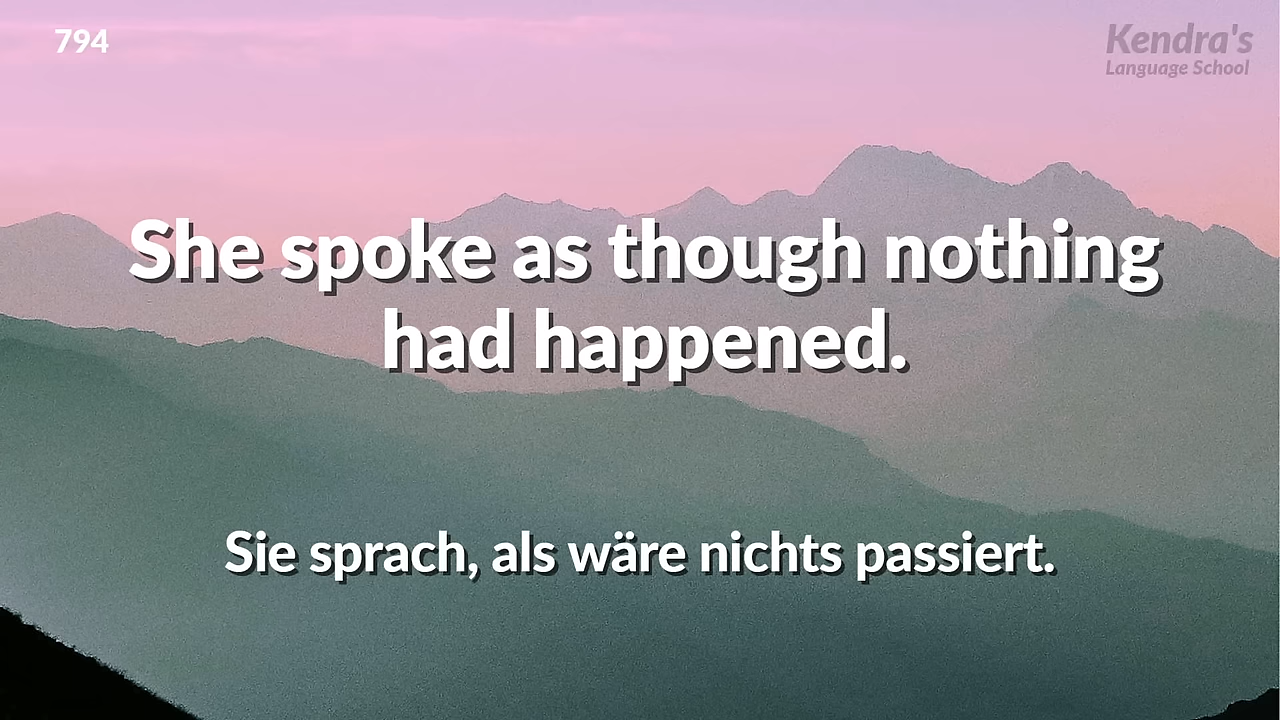 794
Kendra's
Language School
She spoke as though nothing
had happened.
Sie sprach, als wäre nichts passiert.